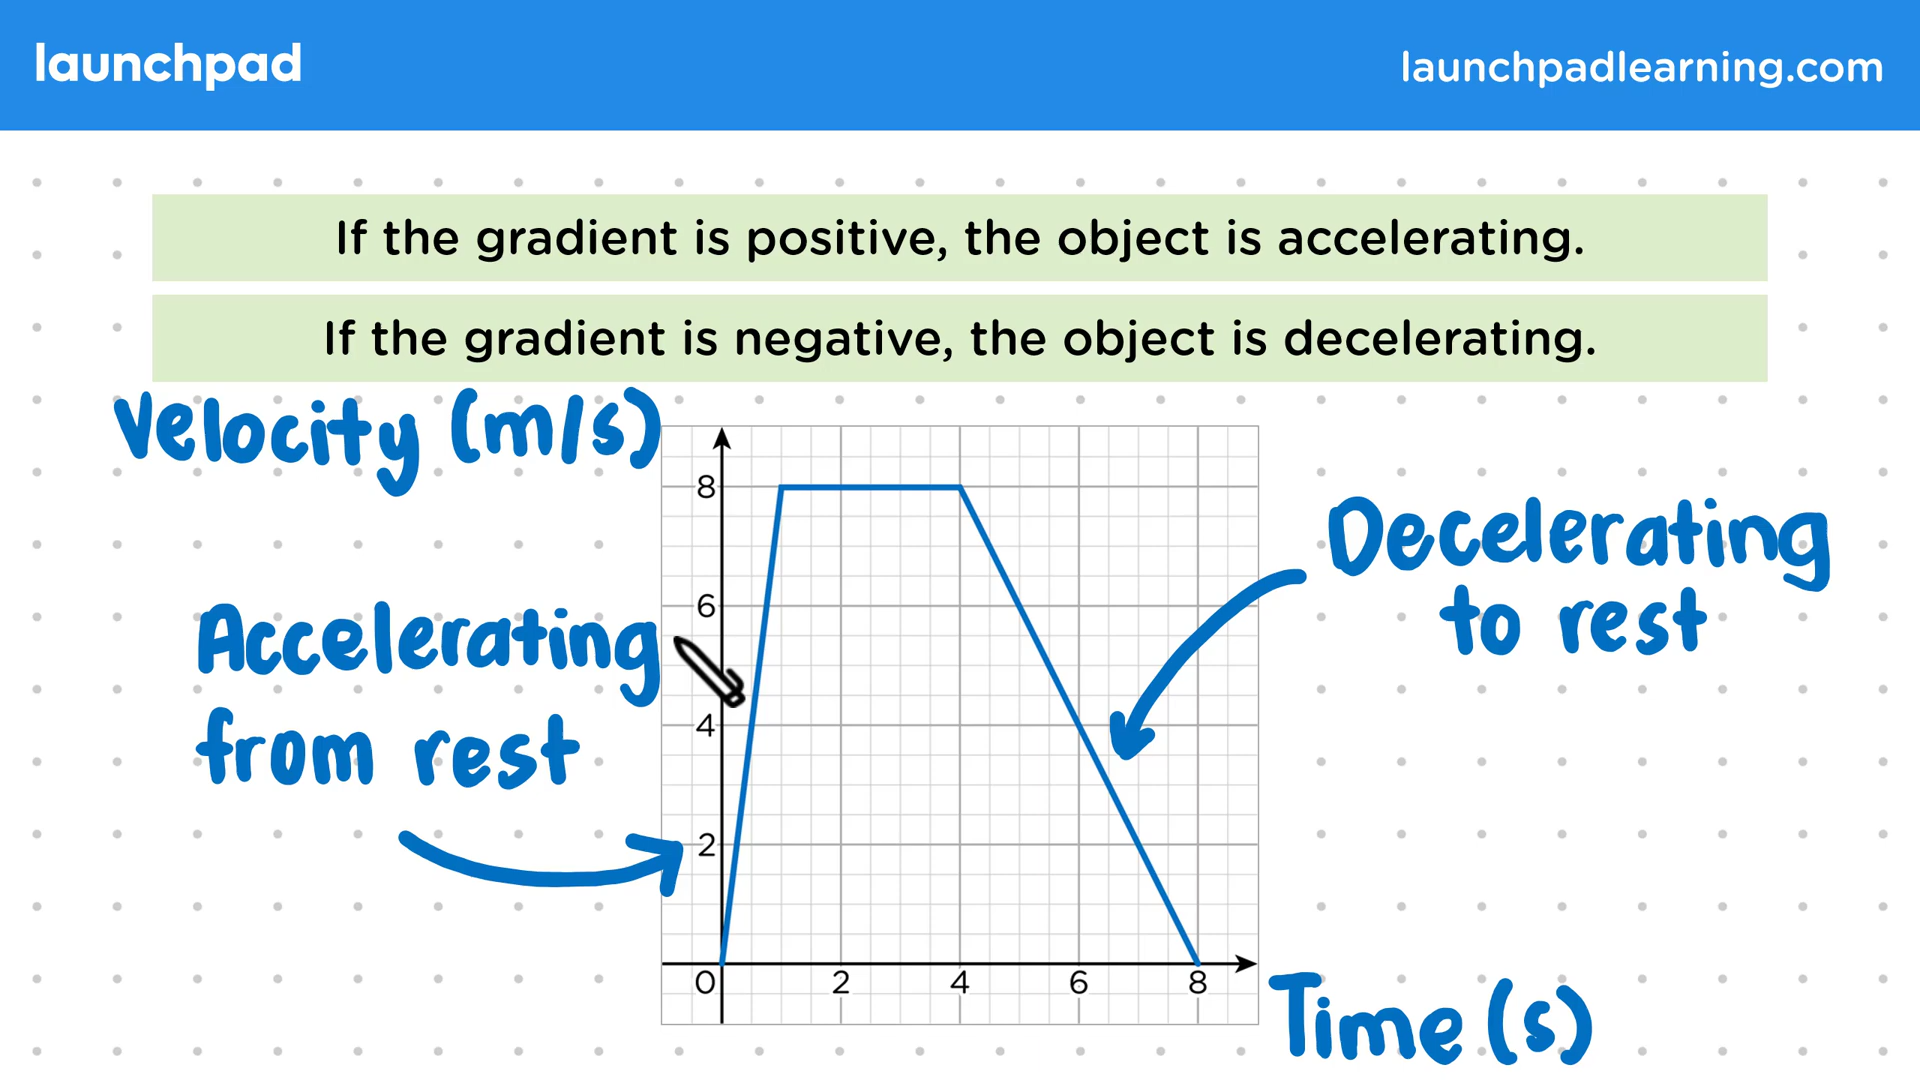 launchpad
launchpadlearning.com
If the gradient is positive, the object is accelerating.
If the gradient is negative, the object is decelerating.
Velocity (m/s)
8
6
4
2
0
2
4
6
8
Accelerating
from rest
Decelerating
to rest
Time (s)